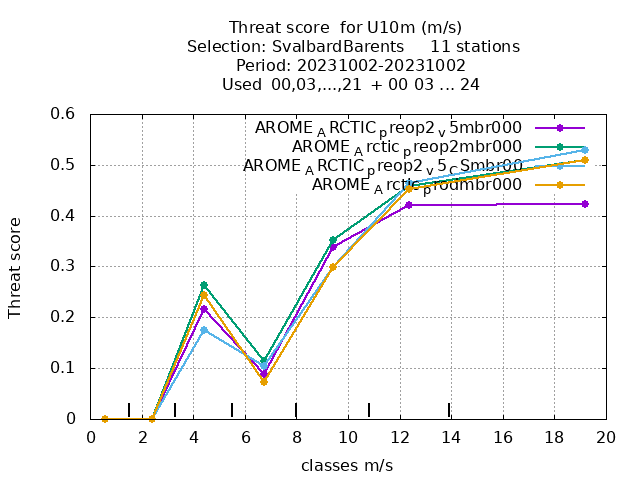 Threat score  for U10m (m/s)
Selection: SvalbardBarents     11 stations
Period: 20231002-20231002
Used  00,03,...,21  + 00 03 ... 24
AROME_ARCTIC_preop2_v5mbr000
AROME_Arctic_preop2mbr000
AROME_ARCTIC_preop2_v5_CSmbr00
AROME_Arctic_prodmbr000
Threat score
0.6
0.5
0.4
0.3
0.2
0.1
0
0 2 4 6 8 10 12 14 16 18 20
classes m/s